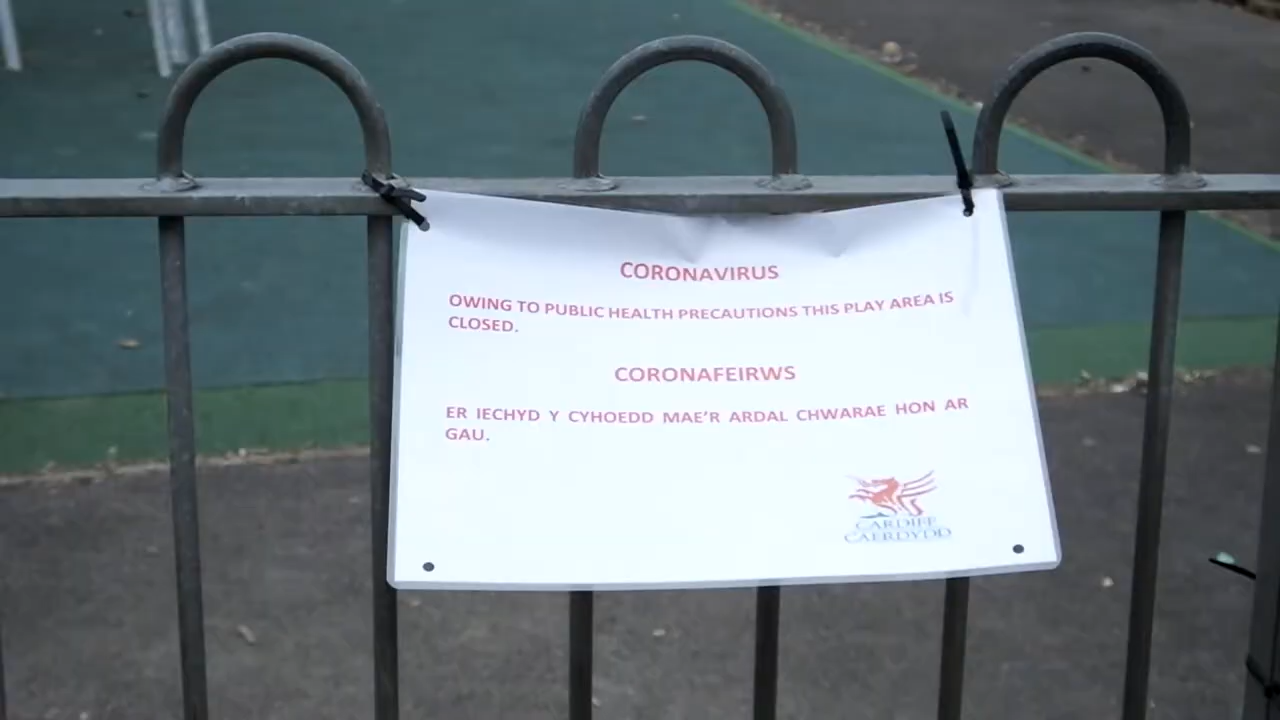 CORONAVIRUS
OWING TO PUBLIC HEALTH PRECAUTIONS THIS PLAY AREA IS
CLOSED.
CORONAFEIRWS
ER IECHYD Y CYHOEDD MAE'R ARDAL CHWARAE HON AR
GAU.
CARDIFF
CAERDYDD